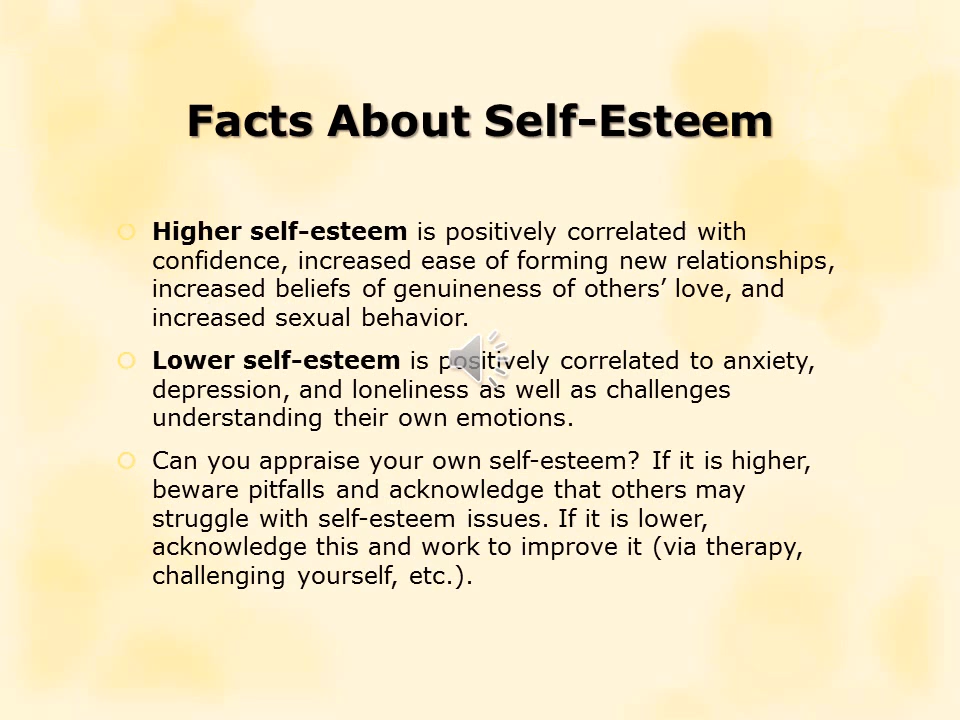 Facts About Self-Esteem
Higher self-esteem is positively correlated with
confidence, increased ease of forming new relationships,
increased beliefs of genuineness of others’ love, and
increased sexual behavior.
Lower self-esteem is positively correlated to anxiety,
depression, and loneliness as well as challenges
understanding their own emotions.
Can you appraise your own self-esteem? If it is higher,
beware pitfalls and acknowledge that others may
struggle with self-esteem issues. If it is lower,
acknowledge this and work to improve it (via therapy,
challenging yourself, etc.).